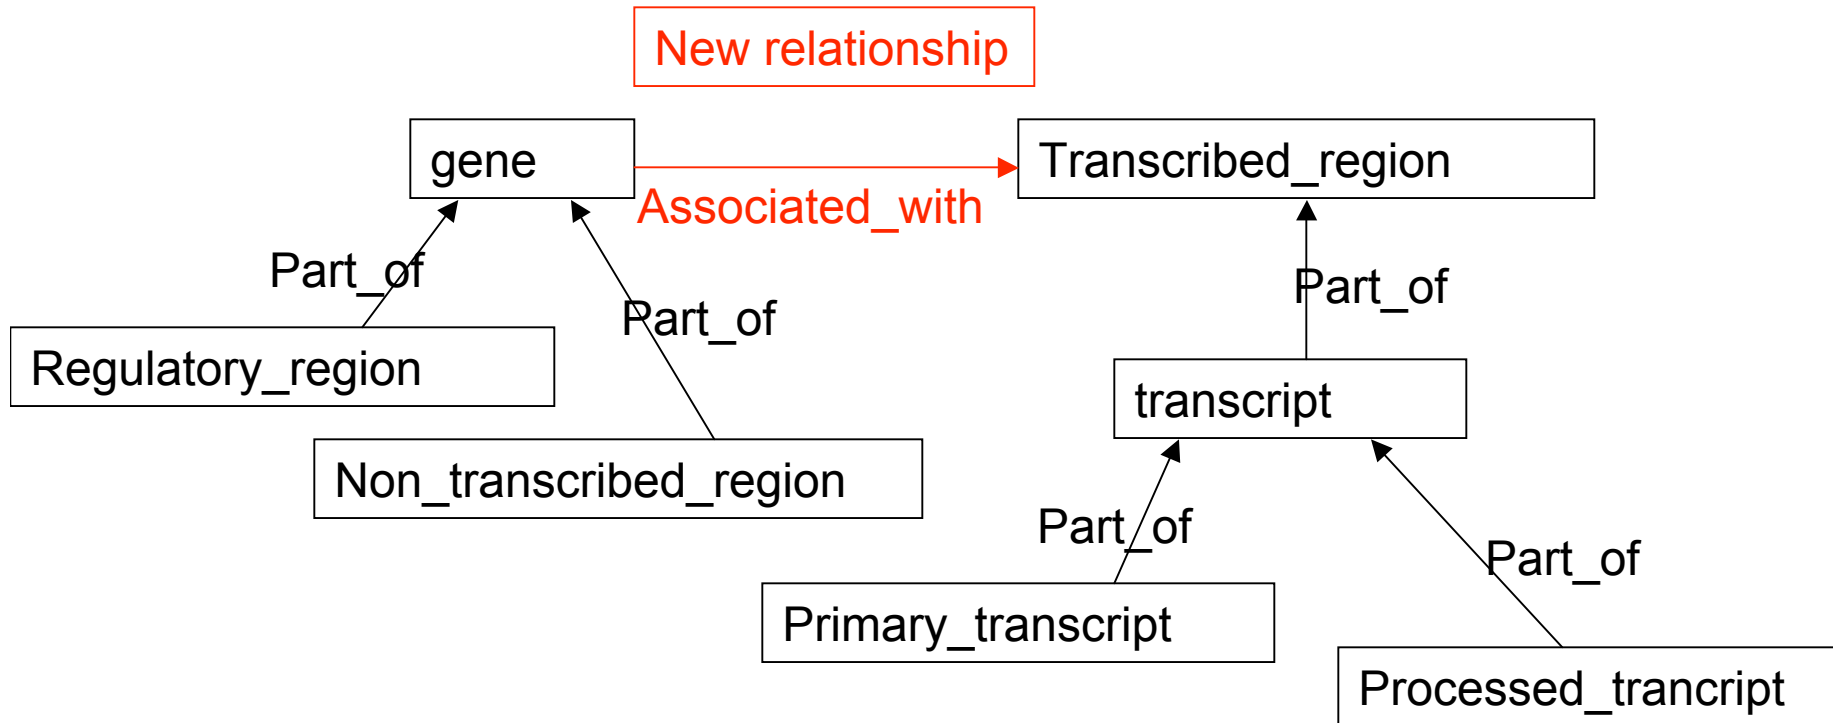 New relationship
gene
Transcribed_region
Associated_with
Part_of
Part_of
Part_of
Regulatory_region
transcript
Non_transcribed_region
Part_of
Part_of
Primary_transcript
Processed_trancript